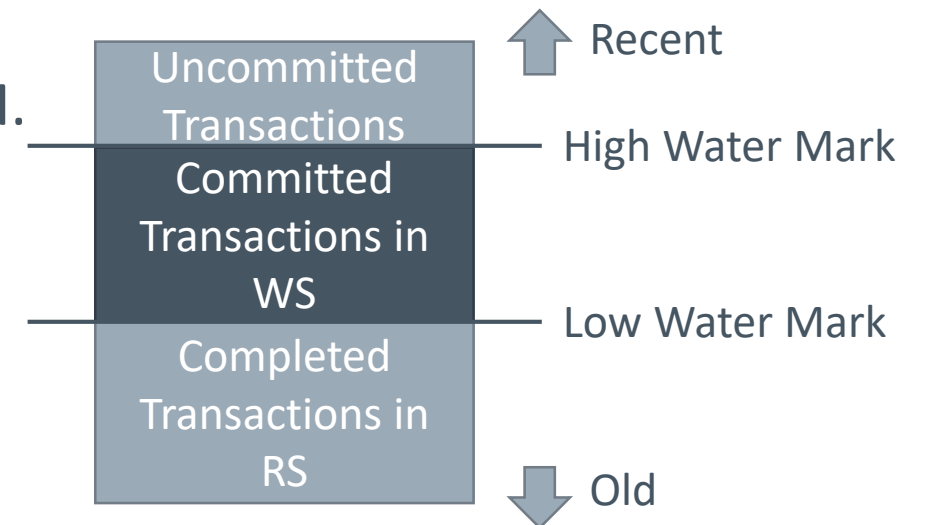 Recent
Uncommitted
Transactions
High Water Mark
Committed
Transactions in
WS
Low Water Mark
Completed
Transactions in
RS
Old